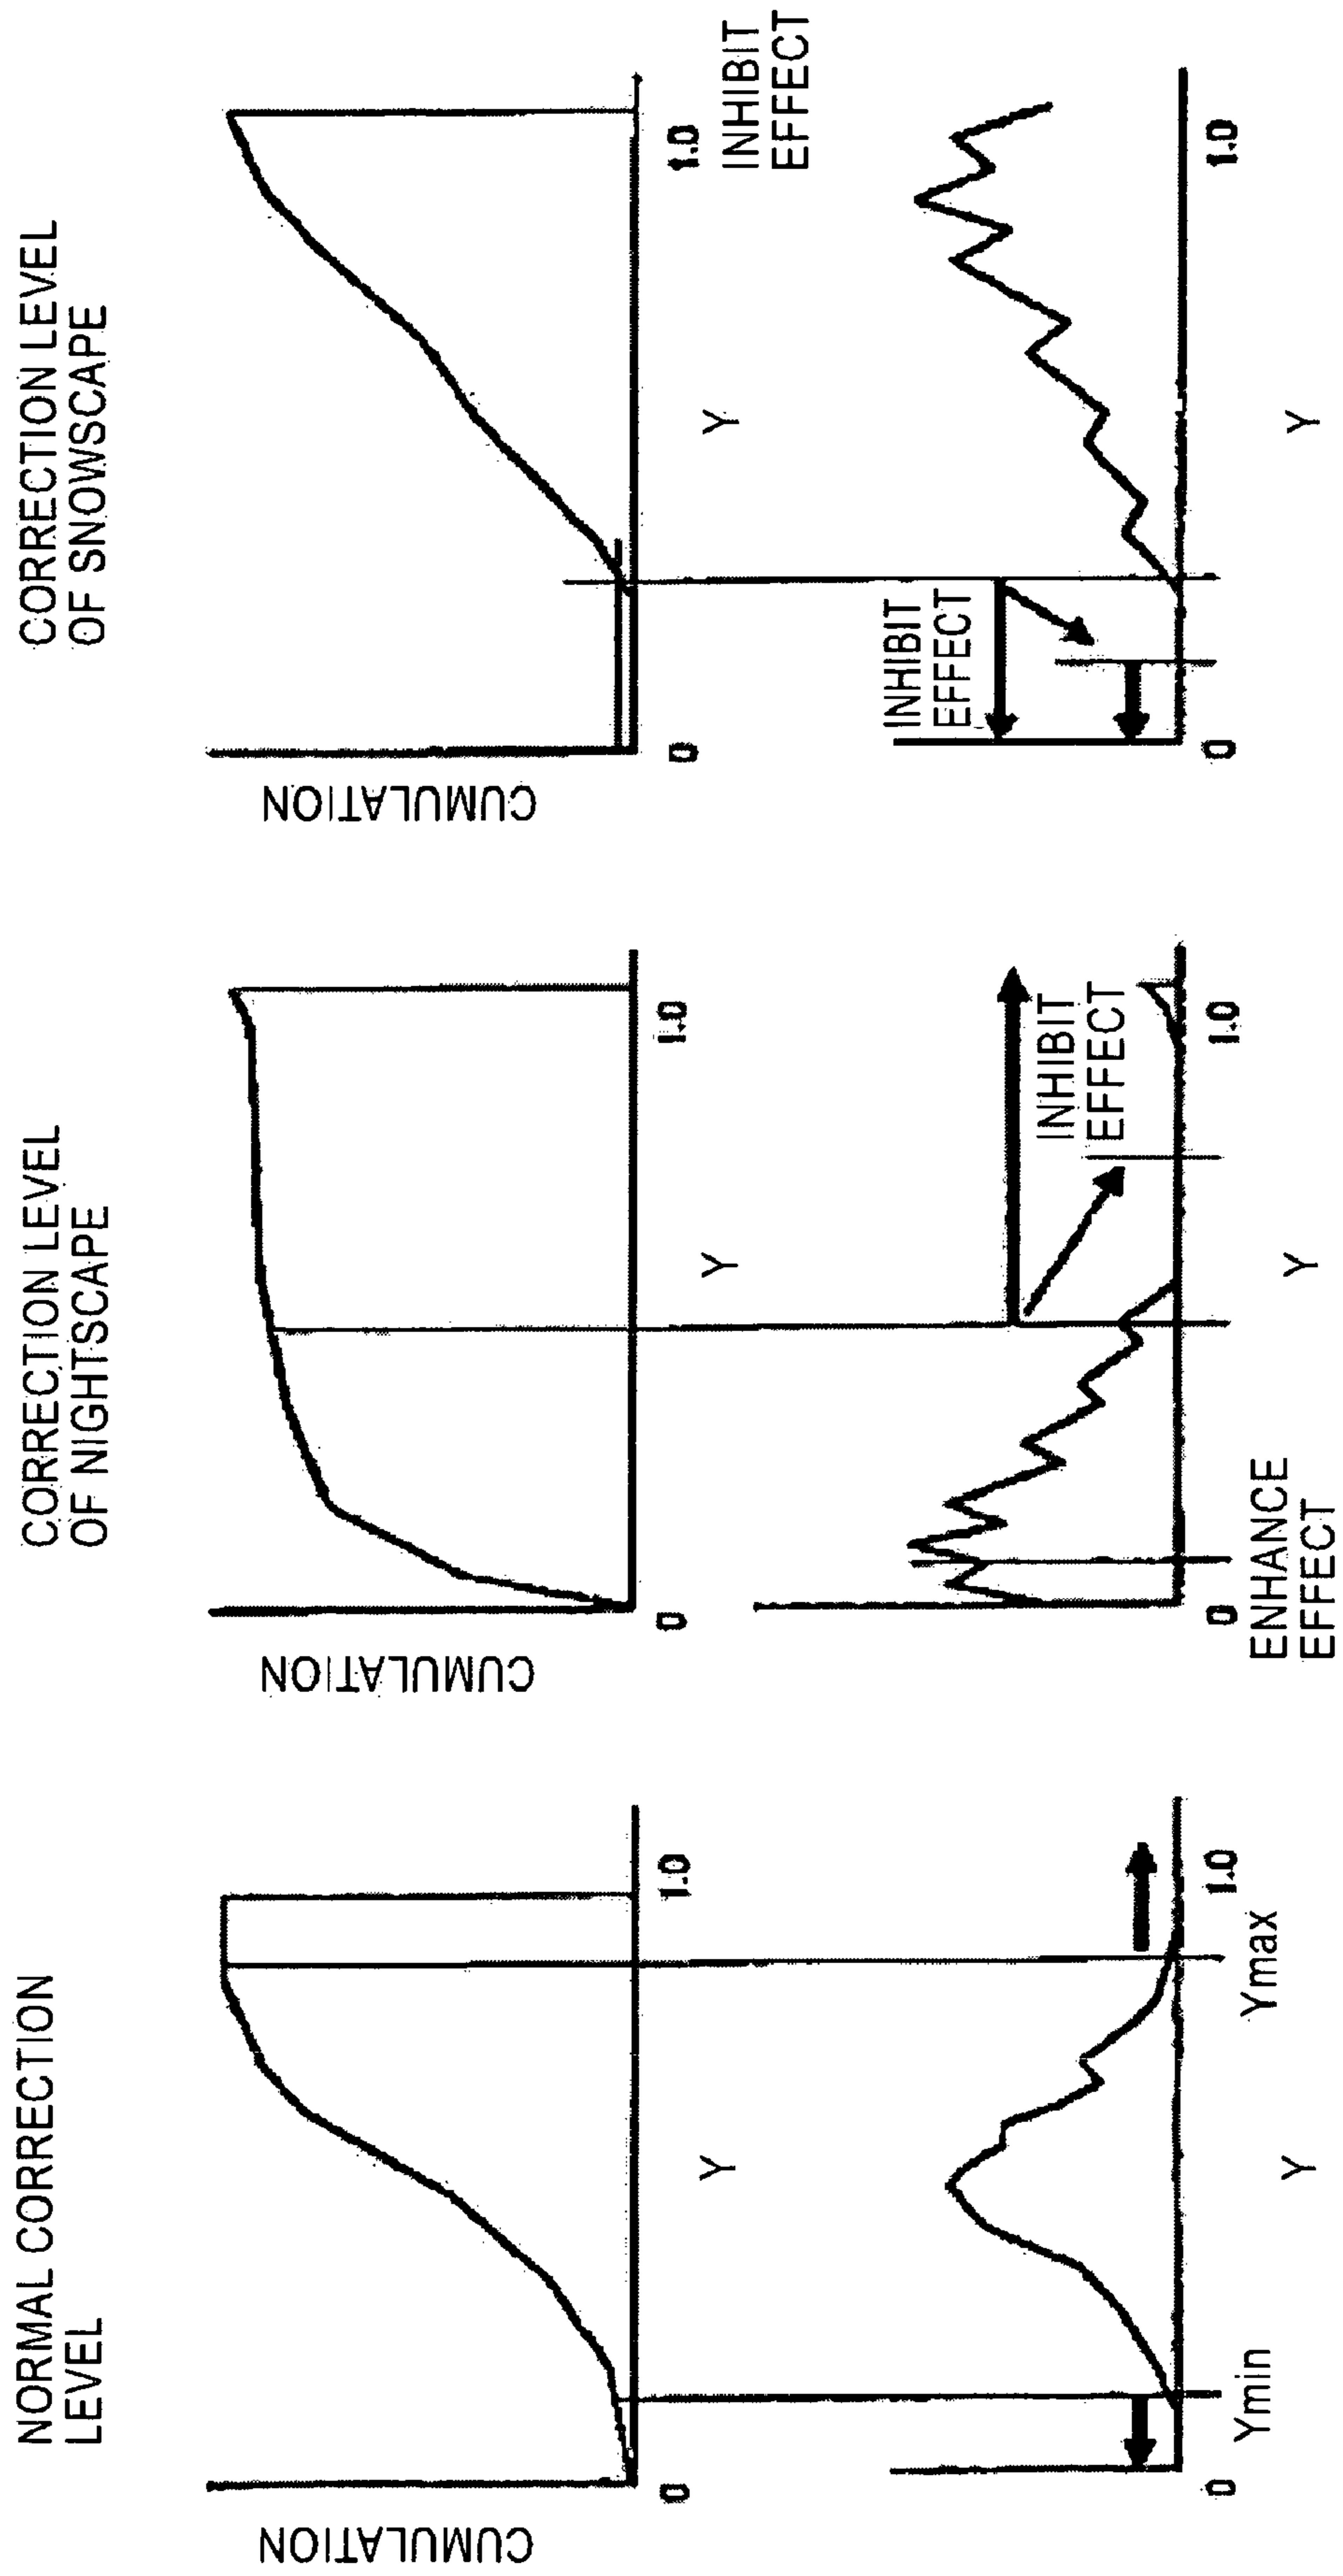 NORMAL CORRECTION
LEVEL
CUMULATION
0
1.0
Y
0
Ymin
Y
Ymax
1.0
CORRECTION LEVEL
OF NIGHTSCAPE
CUMULATION
0
1.0
Y
INHIBIT
EFFECT
0
ENHANCE
EFFECT
Y
1.0
CORRECTION LEVEL
OF SNOWSCAPE
CUMULATION
0
1.0
Y
INHIBIT
EFFECT
INHIBIT
EFFECT
0
Y
1.0